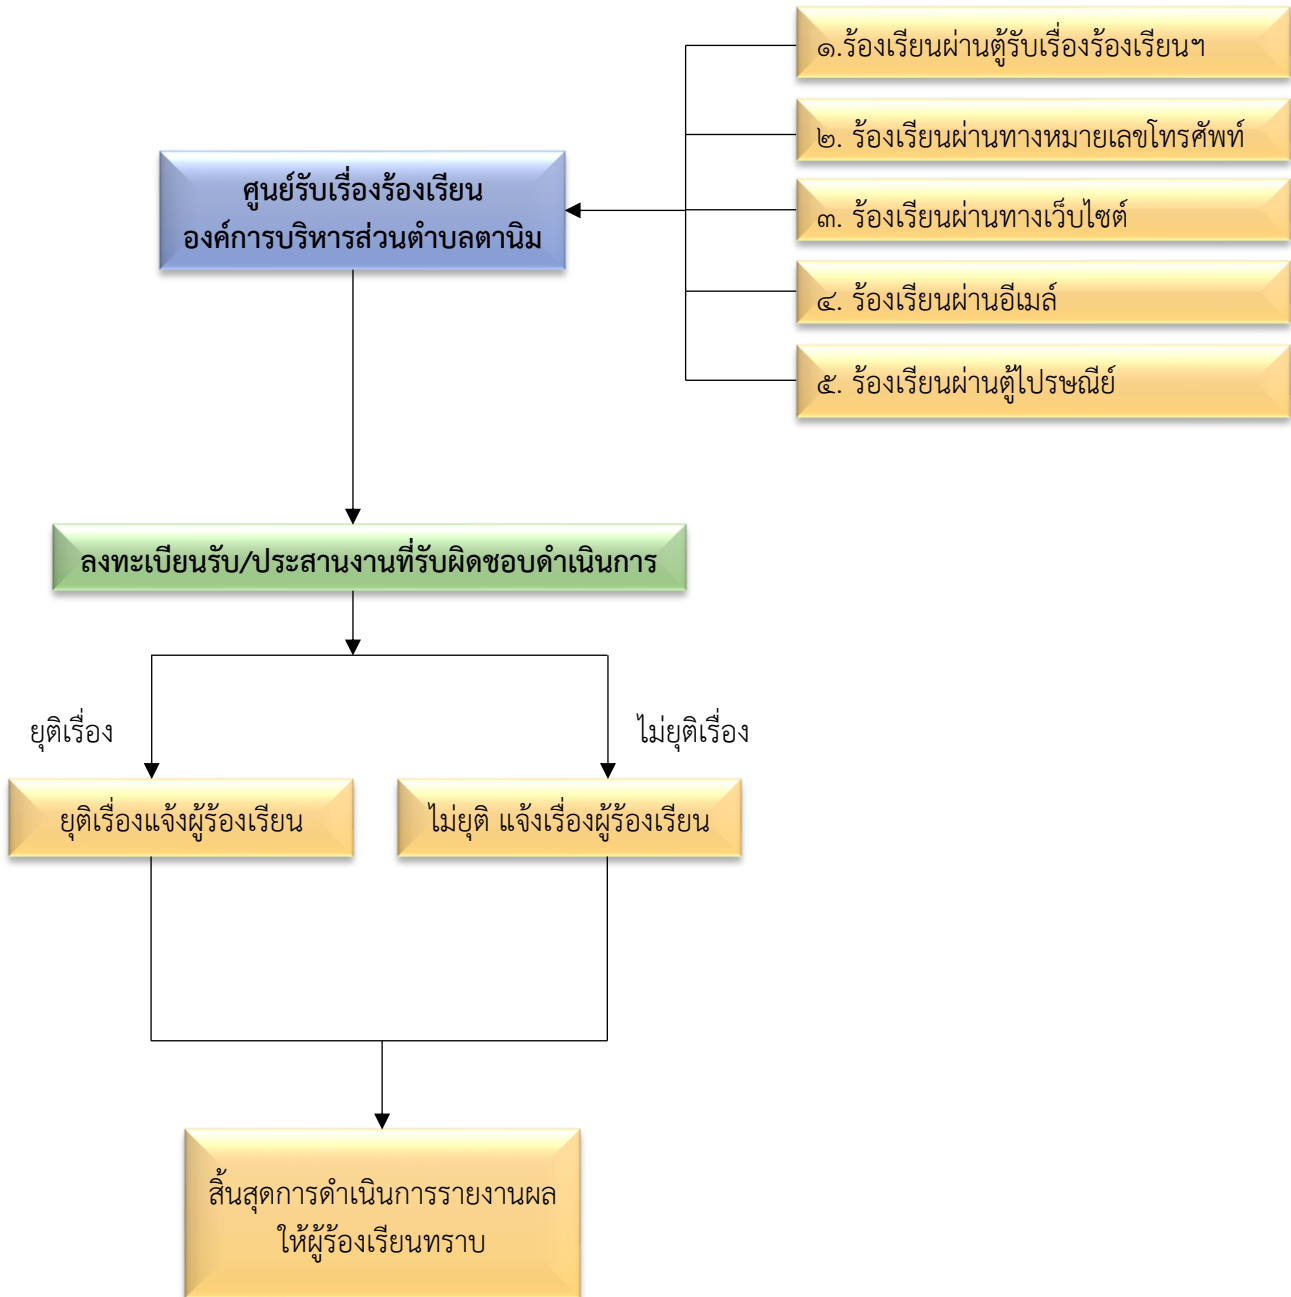 ๑.ร้องเรียนผ่านตู้รับเรื่องร้องเรียนฯ
๒. ร้องเรียนผ่านทางหมายเลขโทรศัพท์
ศูนย์รับเรื่องร้องเรียน
องค์การบริหารส่วนตำบลตานิม
๓. ร้องเรียนผ่านทางเว็บไซต์
๔. ร้องเรียนผ่านอีเมล์
๕. ร้องเรียนผ่านตู้ไปรษณีย์
ลงทะเบียนรับ/ประสานงานที่รับผิดชอบดำเนินการ
ยุติเรื่อง
ไม่ยุติเรื่อง
ยุติเรื่องแจ้งผู้ร้องเรียน
ไม่ยุติ แจ้งเรื่องผู้ร้องเรียน
สิ้นสุดการดำเนินการรายงานผล
ให้ผู้ร้องเรียนทราบ